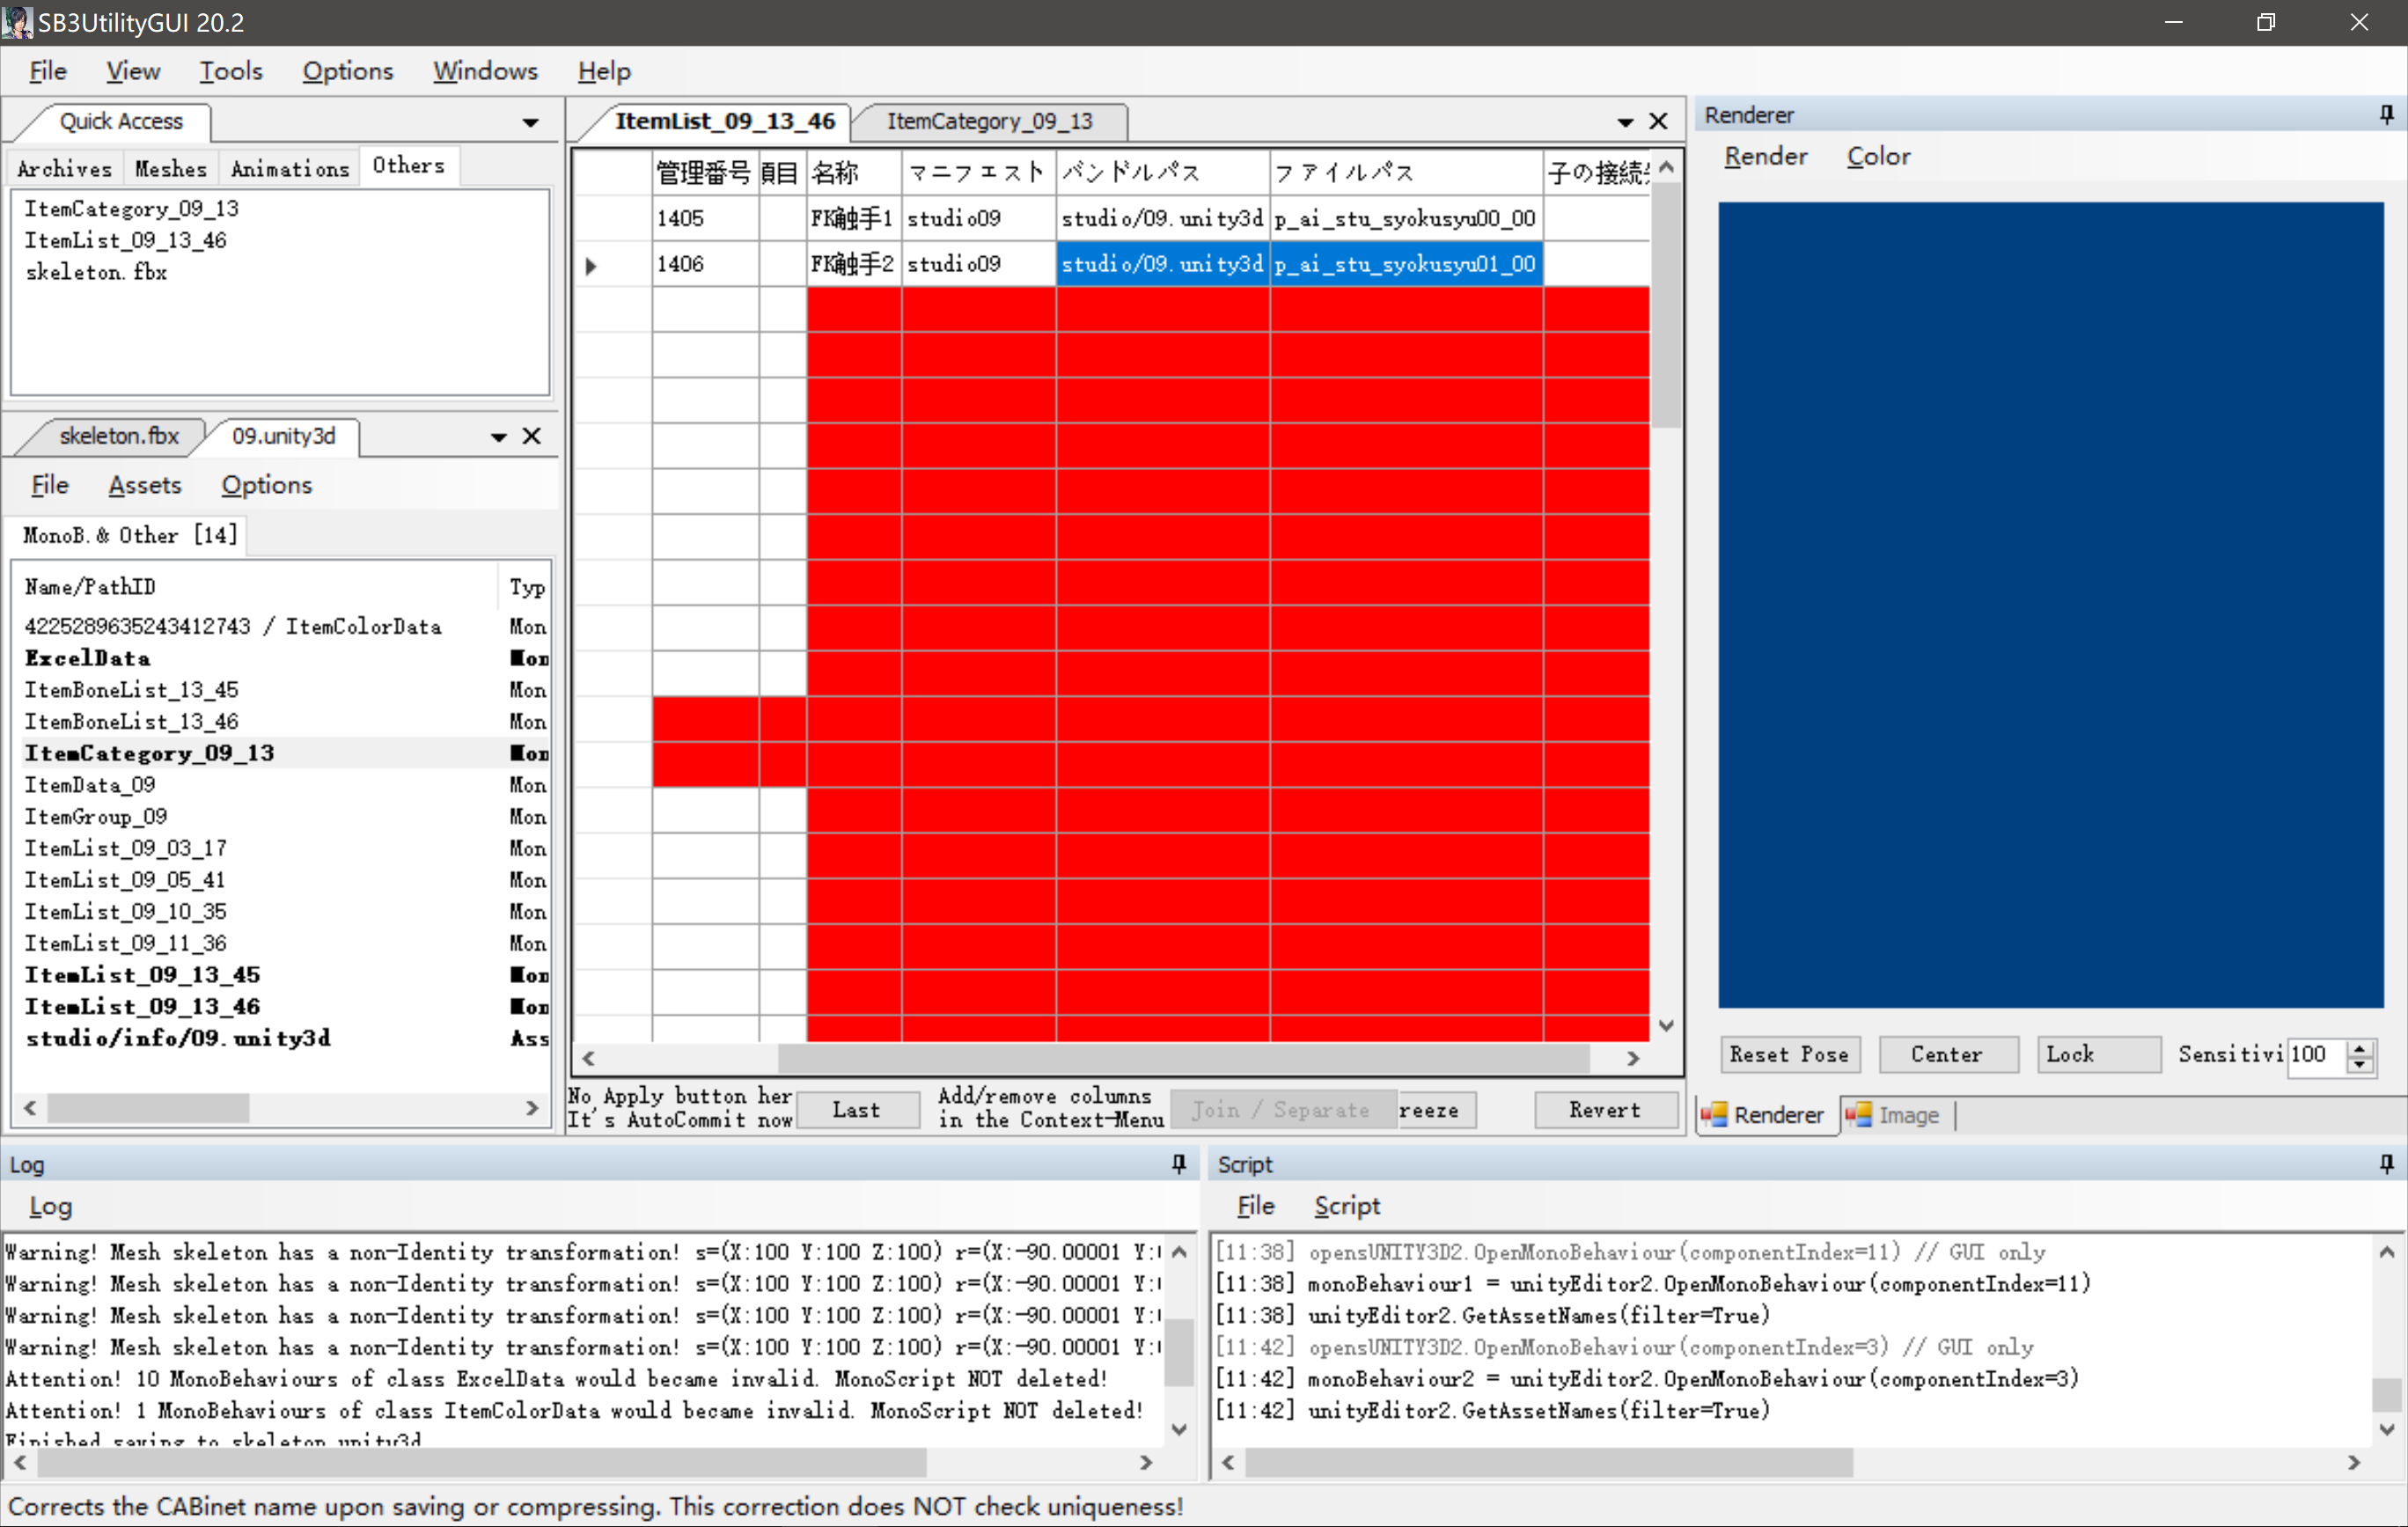 SB3UtilityGUI 20.2
File View Tools Options Windows Help
Quick Access
Archives Meshes Animations Others
ItemCategory_09_13
ItemList_09_13_46
skeleton.fbx
skeleton.fbx 09.unity3d
File Assets Options
MonoB.& Other [14]
Name/PathID Typ
4225289635243412743 / ItemColorData Mon
ExcelData Mon
ItemBoneList_13_45 Mon
ItemBoneList_13_46 Mon
ItemCategory_09_13 Mon
ItemData_09 Mon
ItemGroup_09 Mon
ItemList_09_03_17 Mon
ItemList_09_05_41 Mon
ItemList_09_10_35 Mon
ItemList_09_11_36 Mon
ItemList_09_13_45 Mon
ItemList_09_13_46 Mon
studio/info/09.unity3d Ass
ItemList_09_13_46 ItemCategory_09_13
管理番号 項目 名称 マニフェスト バンドルパス ファイルパス 子の接続
1405 FK触手1 studio09 studio/09.unity3d p_ai_stu_syokusyu00_00
1406 FK触手2 studio09 studio/09.unity3d p_ai_stu_syokusyu01_00
No Apply button her
It's AutoCommit now
Last
Add/remove columns
in the Context-Menu
Join / Separate
reeze
Revert
Renderer
Render Color
Reset Pose Center Lock Sensitivi 100
Renderer Image
Log
Log
Warning! Mesh skeleton has a non-Identity transformation! s=(X:100 Y:100 Z:100) r=(X:-90.00001 Y:
Warning! Mesh skeleton has a non-Identity transformation! s=(X:100 Y:100 Z:100) r=(X:-90.00001 Y:
Warning! Mesh skeleton has a non-Identity transformation! s=(X:100 Y:100 Z:100) r=(X:-90.00001 Y:
Warning! Mesh skeleton has a non-Identity transformation! s=(X:100 Y:100 Z:100) r=(X:-90.00001 Y:
Attention! 10 MonoBehaviours of class ExcelData would became invalid. MonoScript NOT deleted!
Attention! 1 MonoBehaviours of class ItemColorData would became invalid. MonoScript NOT deleted!
Finished saving to skeleton.unity3d
Script
File Script
[11:38] opensUNITY3D2.OpenMonoBehaviour(componentIndex=11) // GUI only
[11:38] monoBehaviour1 = unityEditor2.OpenMonoBehaviour(componentIndex=11)
[11:38] unityEditor2.GetAssetNames(filter=True)
[11:42] opensUNITY3D2.OpenMonoBehaviour(componentIndex=3) // GUI only
[11:42] monoBehaviour2 = unityEditor2.OpenMonoBehaviour(componentIndex=3)
[11:42] unityEditor2.GetAssetNames(filter=True)
Corrects the CABinet name upon saving or compressing. This correction does NOT check uniqueness!